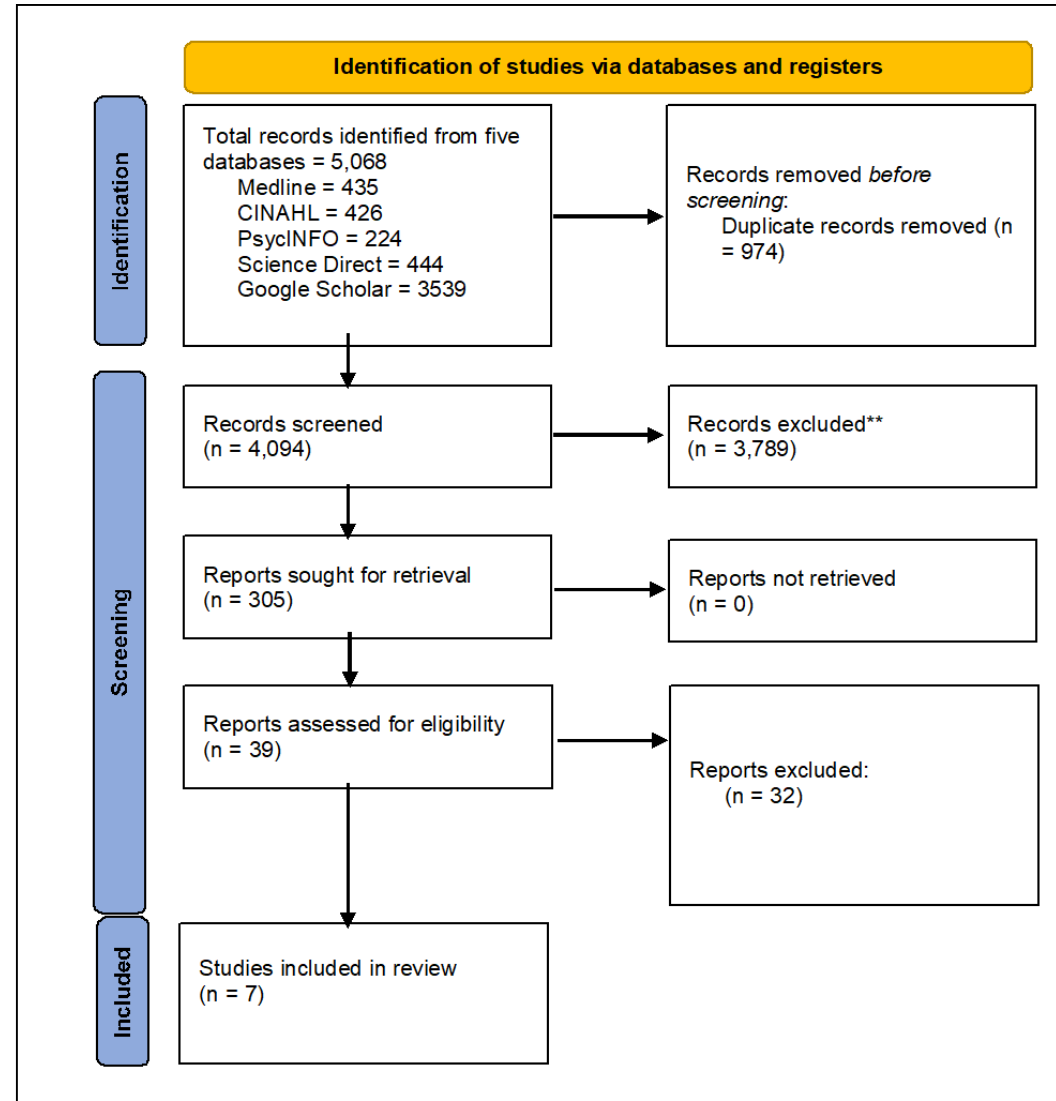 Identification of studies via databases and registers
Identification
Total records identified from five
databases = 5,068
Medline = 435
CINAHL = 426
PsycINFO = 224
Science Direct = 444
Google Scholar = 3539
Records removed before
screening:
Duplicate records removed (n
= 974)
Screening
Records screened
(n = 4,094)
Records excluded**
(n = 3,789)
Reports sought for retrieval
(n = 305)
Reports not retrieved
(n = 0)
Reports assessed for eligibility
(n = 39)
Reports excluded:
(n = 32)
Included
Studies included in review
(n = 7)